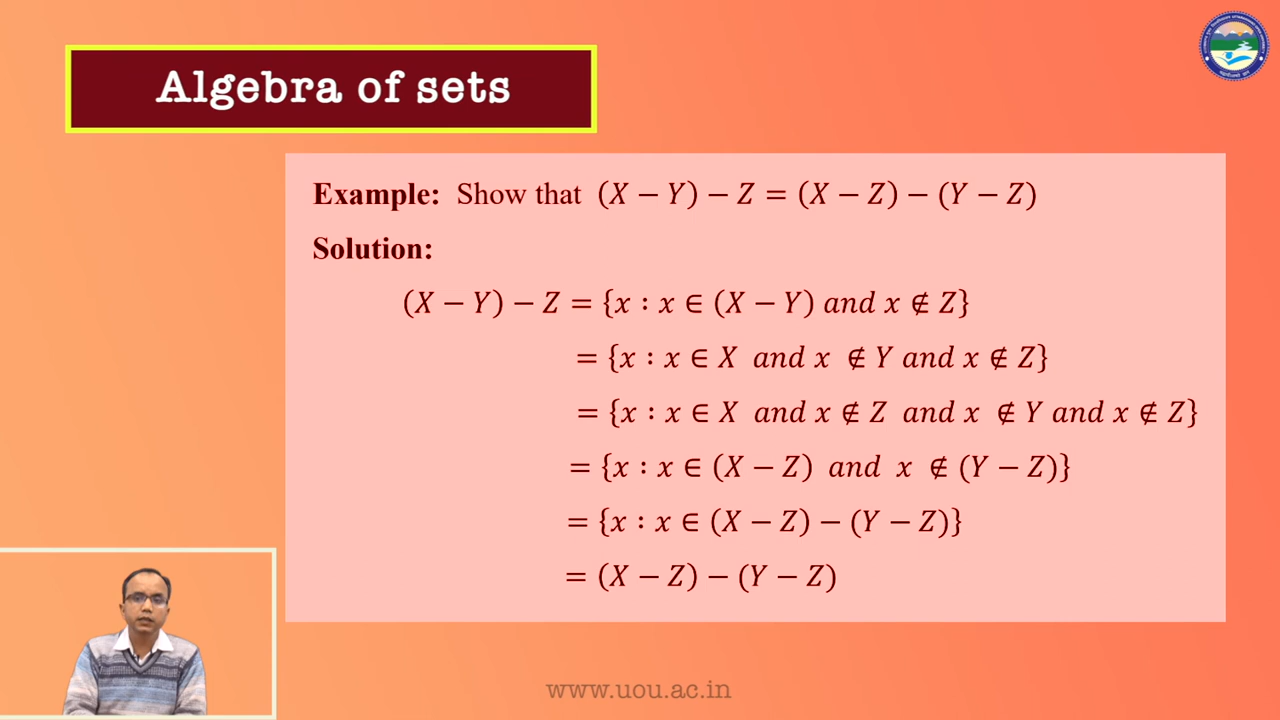 Algebra of sets
Example: Show that (X − Y) − Z = (X − Z) − (Y − Z)
Solution:
(X − Y) − Z = {x : x ∈ (X − Y) and x ∉ Z}
= {x : x ∈ X and x ∉ Y and x ∉ Z}
= {x : x ∈ X and x ∉ Z and x ∉ Y and x ∉ Z}
= {x : x ∈ (X − Z) and x ∉ (Y − Z)}
= {x : x ∈ (X − Z) − (Y − Z)}
= (X − Z) − (Y − Z)
www.uou.ac.in